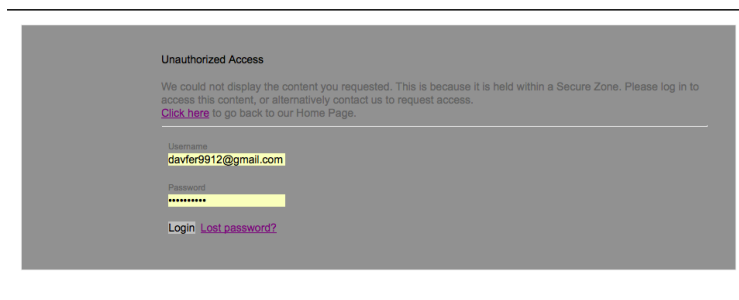 Unauthorized Access
We could not display the content you requested. This is because it is held within a Secure Zone. Please log in to
access this content, or alternatively contact us to request access.
Click here to go back to our Home Page.
Username
davfer9912@gmail.com
Password
••••••••••
Login Lost password?